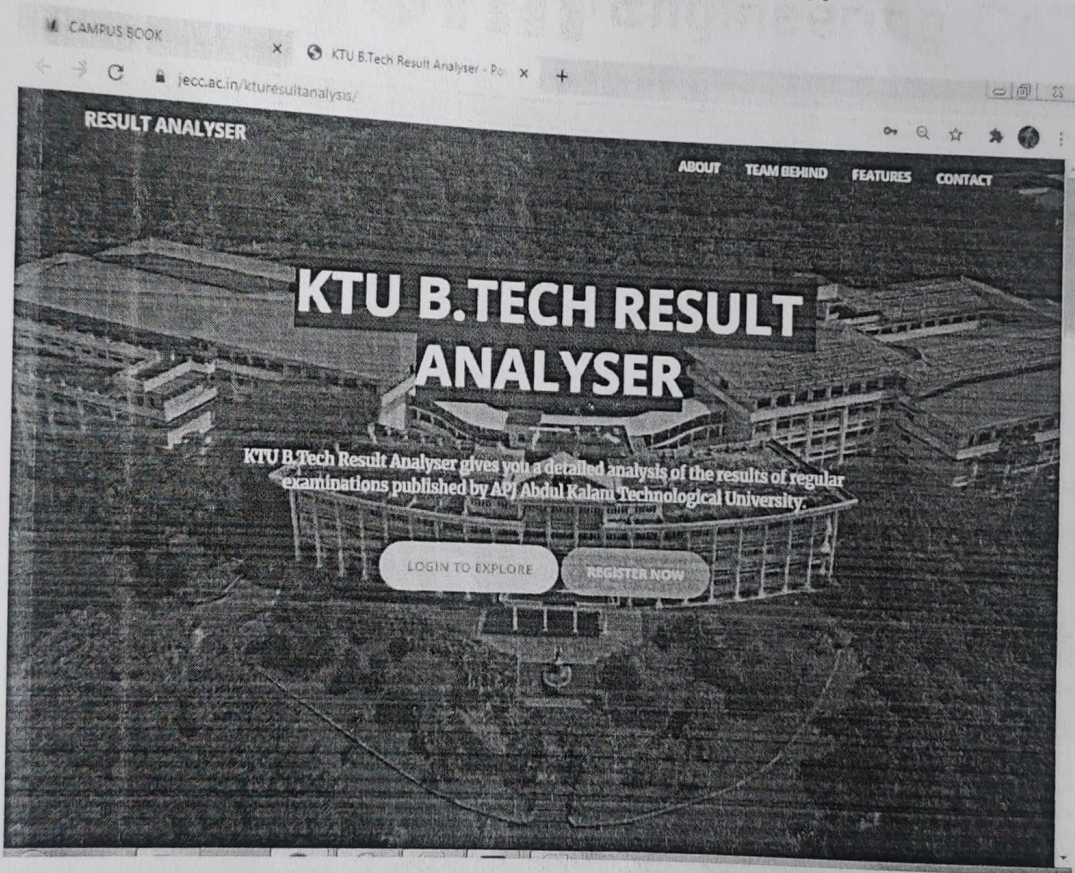 CAMPUS BOOK
KTU B.Tech Result Analyser - Po
jecc.ac.in/kturesultanalysis/
RESULT ANALYSER
ABOUT TEAM BEHIND FEATURES CONTACT
KTU B.TECH RESULT
ANALYSER
KTU B.Tech Result Analyser gives you a detailed analysis of the results of regular
examinations published by APJ Abdul Kalam Technological University.
LOGIN TO EXPLORE REGISTER NOW